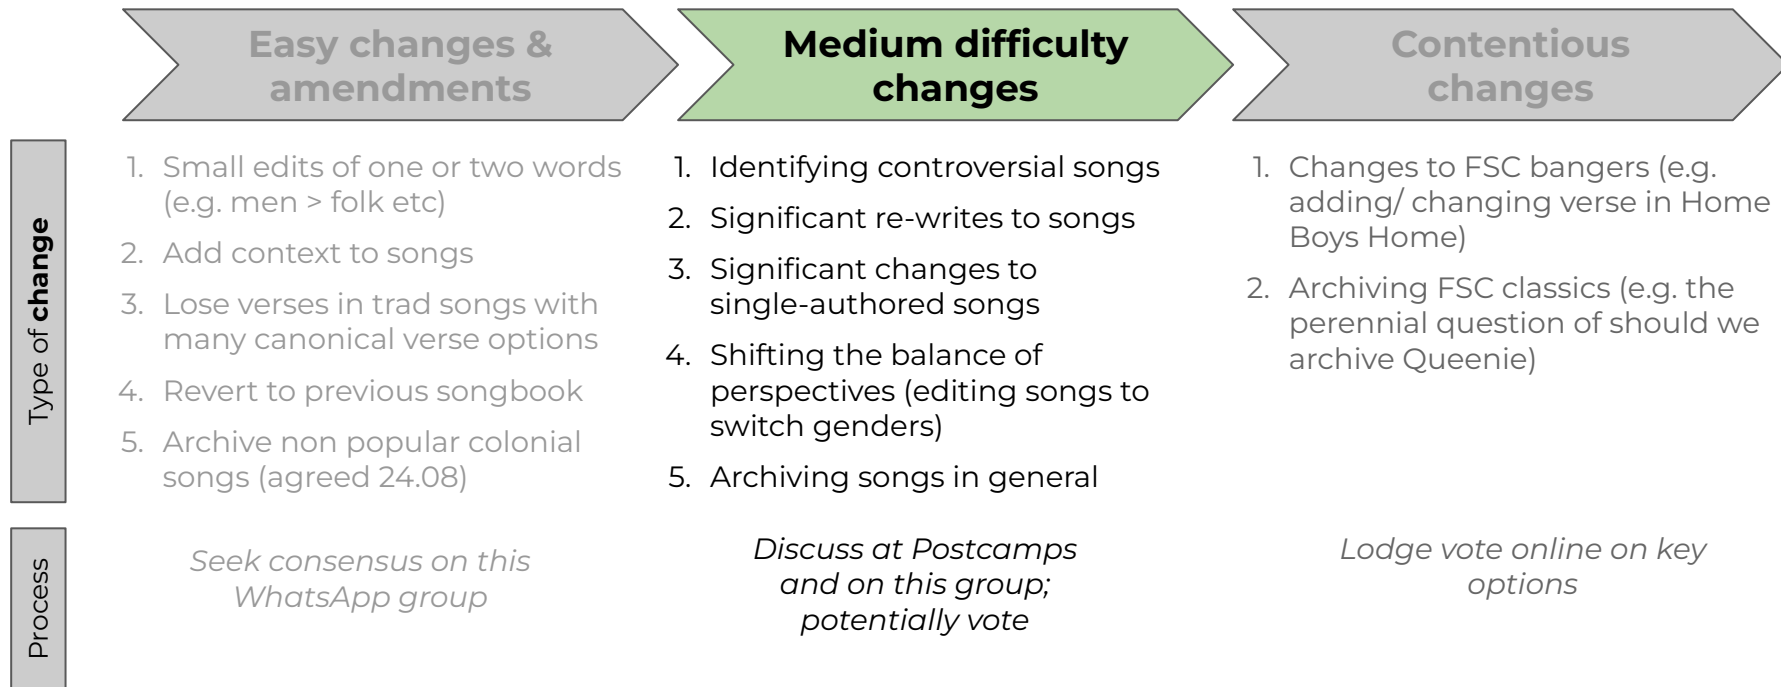 Easy changes &
amendments
Medium difficulty
changes
Contentious
changes
Type of change
1. Small edits of one or two words
(e.g. men > folk etc)
2. Add context to songs
3. Lose verses in trad songs with
many canonical verse options
4. Revert to previous songbook
5. Archive non popular colonial
songs (agreed 24.08)
1. Identifying controversial songs
2. Significant re-writes to songs
3. Significant changes to
single-authored songs
4. Shifting the balance of
perspectives (editing songs to
switch genders)
5. Archiving songs in general
1. Changes to FSC bangers (e.g.
adding/ changing verse in Home
Boys Home)
2. Archiving FSC classics (e.g. the
perennial question of should we
archive Queenie)
Process
Seek consensus on this
WhatsApp group
Discuss at Postcamps
and on this group;
potentially vote
Lodge vote online on key
options